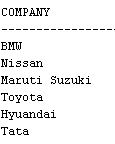 COMPANY
----------------
BMW
Nissan
Maruti Suzuki
Toyota
Hyuandai
Tata